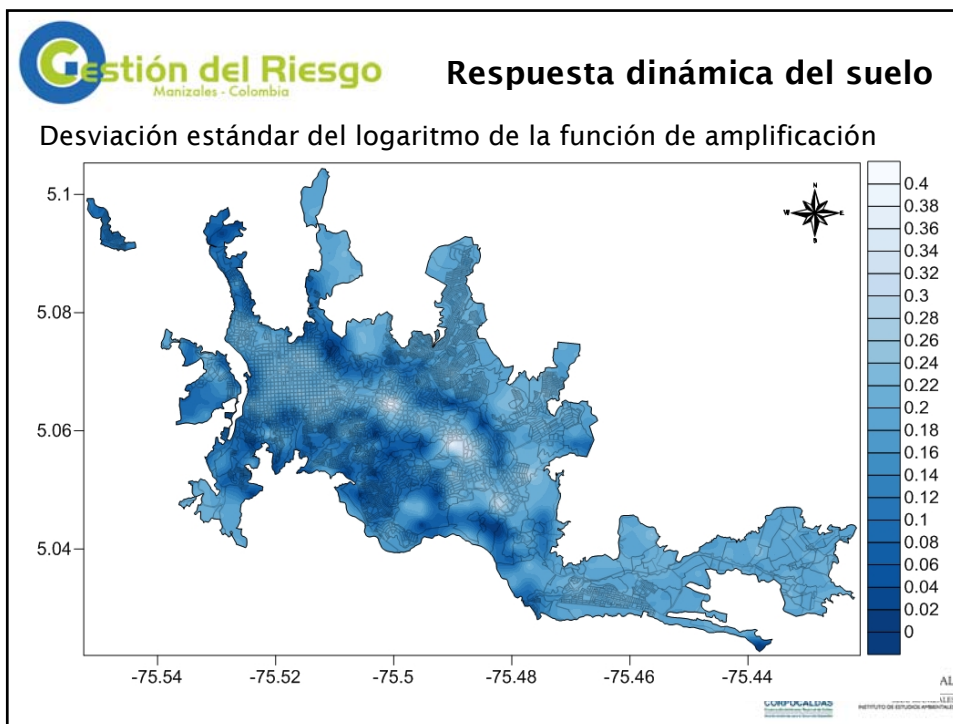 Gestión del Riesgo
Manizales - Colombia
Respuesta dinámica del suelo
Desviación estándar del logaritmo de la función de amplificación
5.1
5.08
5.06
5.04
-75.54
-75.52
-75.5
-75.48
-75.46
-75.44
N
W
E
S
0.4
0.38
0.36
0.34
0.32
0.3
0.28
0.26
0.24
0.22
0.2
0.18
0.16
0.14
0.12
0.1
0.08
0.06
0.04
0.02
0
CORPOCALDAS
AL
INSTITUTO DE ESTUDIOS AMBIENTALES